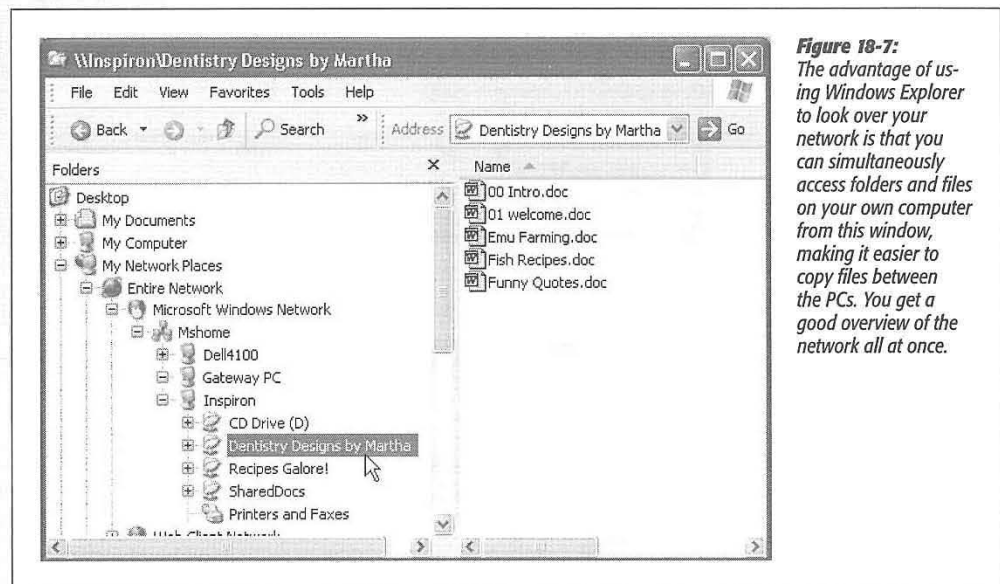 \\Inspiron\Dentistry Designs by Martha
File Edit View Favorites Tools Help
Back Search » Address Dentistry Designs by Martha Go
Folders
Desktop
My Documents
My Computer
My Network Places
Entire Network
Microsoft Windows Network
Mshome
Dell4100
Gateway PC
Inspiron
CD Drive (D)
Dentistry Designs by Martha
Recipes Galore!
SharedDocs
Printers and Faxes
Web Client Network
Name
00 Intro.doc
01 welcome.doc
Emu Farming.doc
Fish Recipes.doc
Funny Quotes.doc
Figure 18-7:
The advantage of us-
ing Windows Explorer
to look over your
network is that you
can simultaneously
access folders and files
on your own computer
from this window,
making it easier to
copy files between
the PCs. You get a
good overview of the
network all at once.